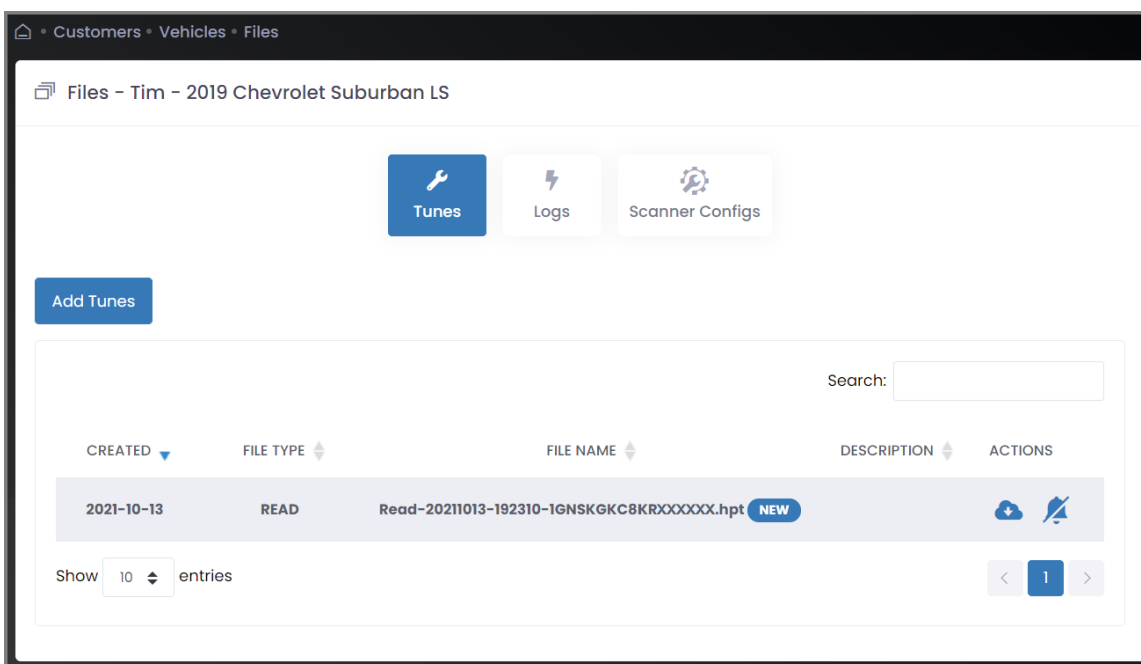 Customers • Vehicles • Files
Files - Tim - 2019 Chevrolet Suburban LS
Tunes Logs Scanner Configs
Add Tunes
Search:
CREATED FILE TYPE FILE NAME DESCRIPTION ACTIONS
2021-10-13 READ Read-20211013-192310-1GNSKGKC8KRXXXXXX.hpt NEW
Show 10 entries < 1 >